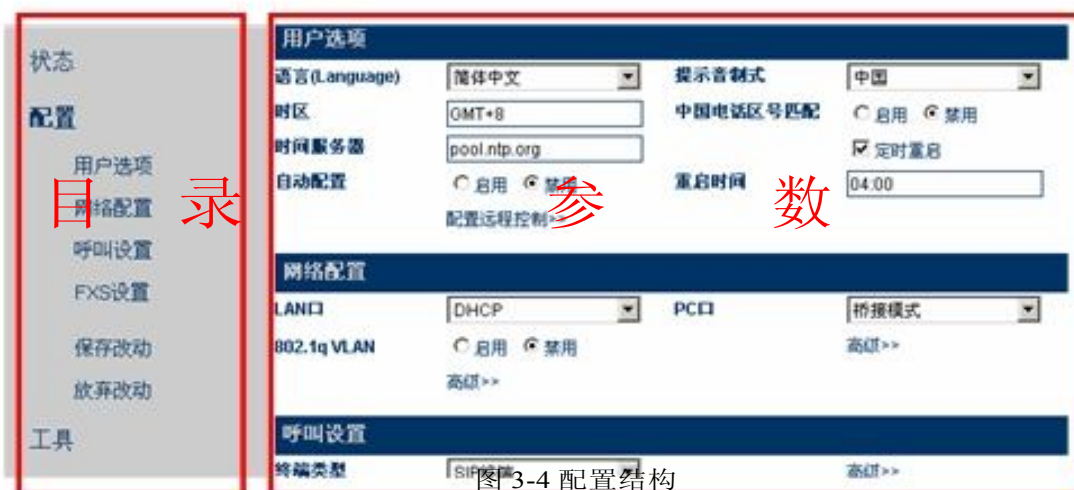 状态
配置
用户选项
网络配置
呼叫设置
FXS设置
保存改动
放弃改动
工具
目 录
用户选项
语言(Language) 简体中文 提示音制式 中国
时区 GMT+8 中国电话区号匹配 启用 禁用
时间服务器 pool.ntp.org 定时重启
自动配置 启用 禁用 重启时间 04:00
配置远程控制>>
参 数
网络配置
LAN口 DHCP PC口 桥接模式
802.1q VLAN 启用 禁用 高级>>
高级>>
呼叫设置
终端类型 SIP终端 高级>>
图 3-4 配置结构